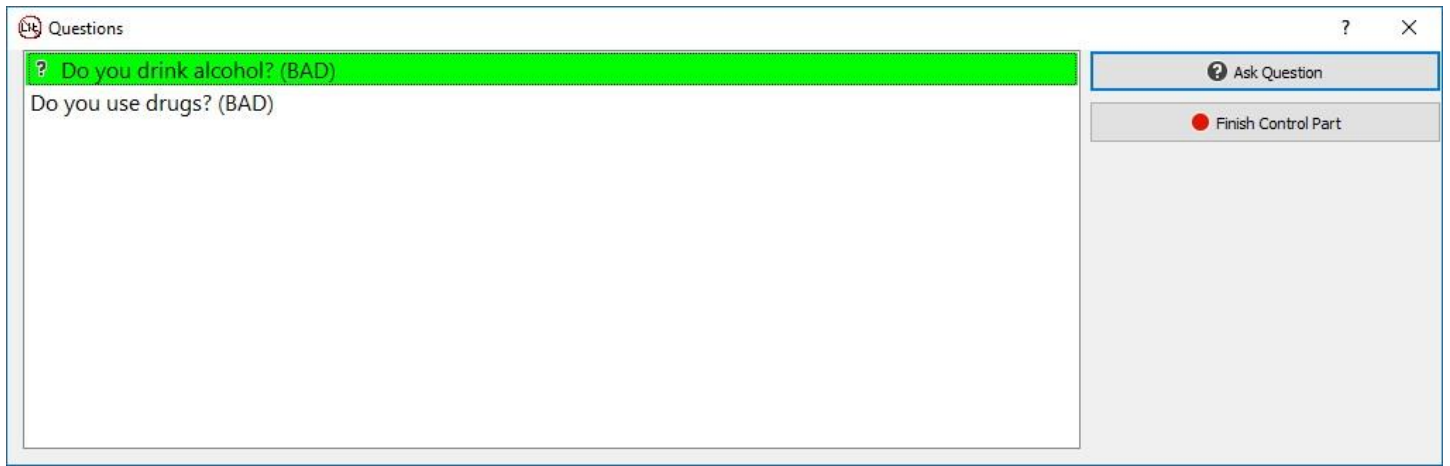 Questions
? Do you drink alcohol? (BAD)
Do you use drugs? (BAD)
? Ask Question
Finish Control Part